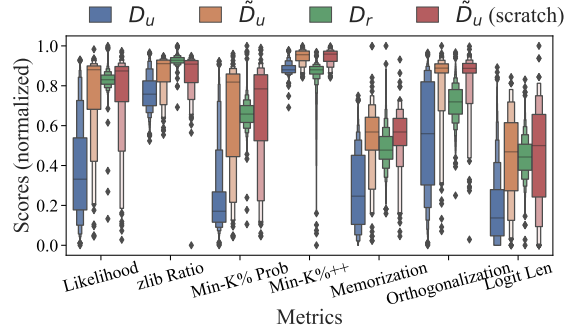 D_u D̃_u D_r D̃_u (scratch)
Scores (normalized)
1.0
0.8
0.6
0.4
0.2
0.0
Likelihood zlib Ratio Min-K% Prob Min-K%++ Memorization Orthogonalization Logit Len
Metrics